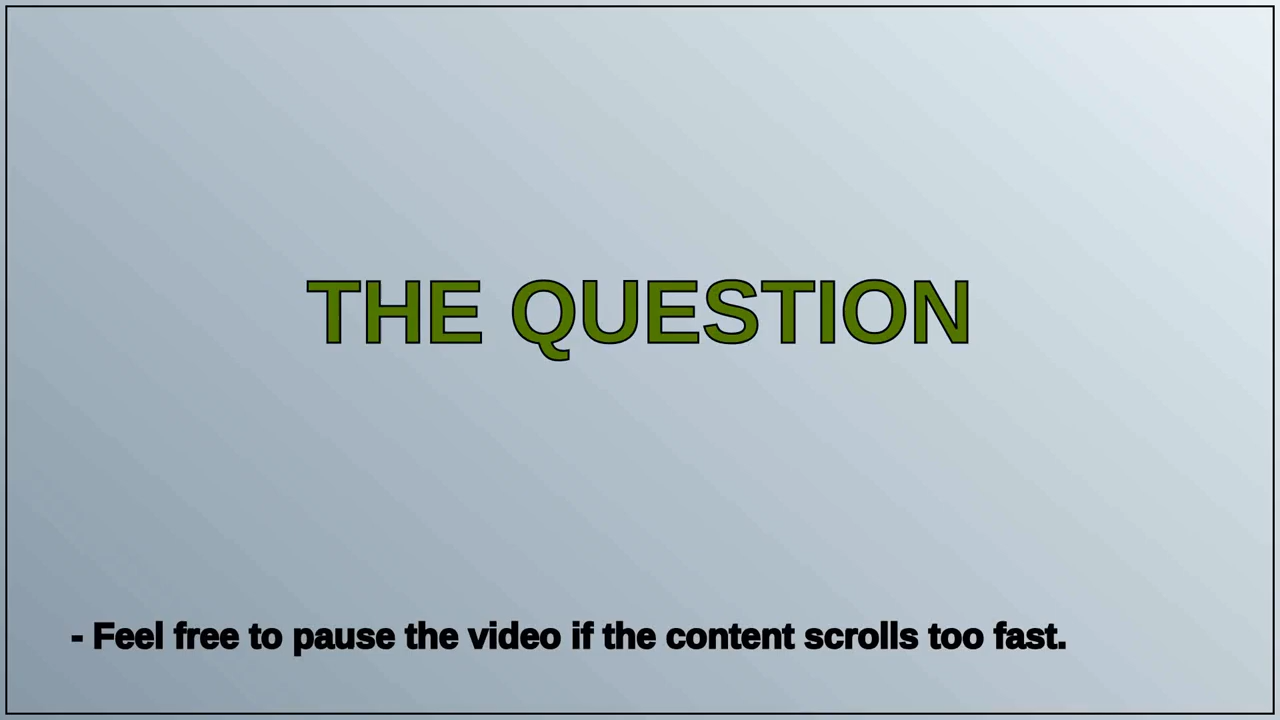 THE QUESTION
- Feel free to pause the video if the content scrolls too fast.